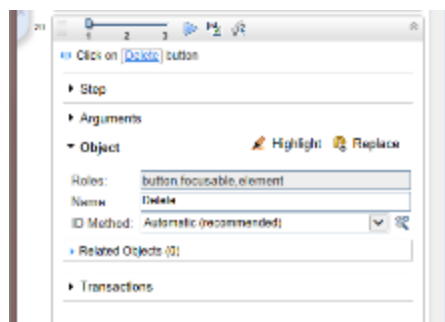 1 2 3
Click on [Delete] button
Step
Arguments
Object Highlight Replace
Roles: button,focusable,element
Name Delete
ID Method: Automatic (recommended)
Related Objects (0)
Transactions